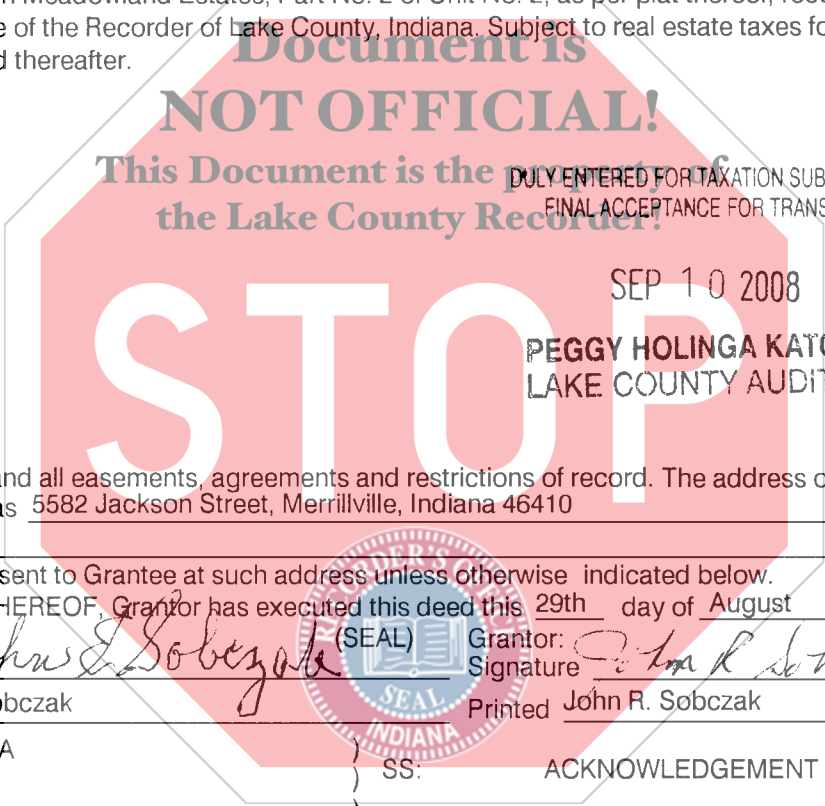 Meadowland Estates, Part No. 2 of Unit No. 2, as per plat thereof,
of the Recorder of Lake County, Indiana. Subject to real estate taxes
thereafter.
Document is
NOT OFFICIAL!
This Document is the property of
the Lake County Recorder!
DULY ENTERED FOR TAXATION SUB
FINAL ACCEPTANCE FOR TRANS
SEP 10 2008
PEGGY HOLINGA KATO
LAKE COUNTY AUDIT
STOP
and all easements, agreements and restrictions of record. The address
5582 Jackson Street, Merrillville, Indiana 46410
sent to Grantee at such address unless otherwise indicated below.
HEREOF, Grantor has executed this deed this 29th day of August
(SEAL) Grantor:
Sobczak Signature John R
obczak Printed John R. Sobczak
RECORDER'S OFFICE
SEAL
INDIANA
A ) SS: ACKNOWLEDGEMENT
)